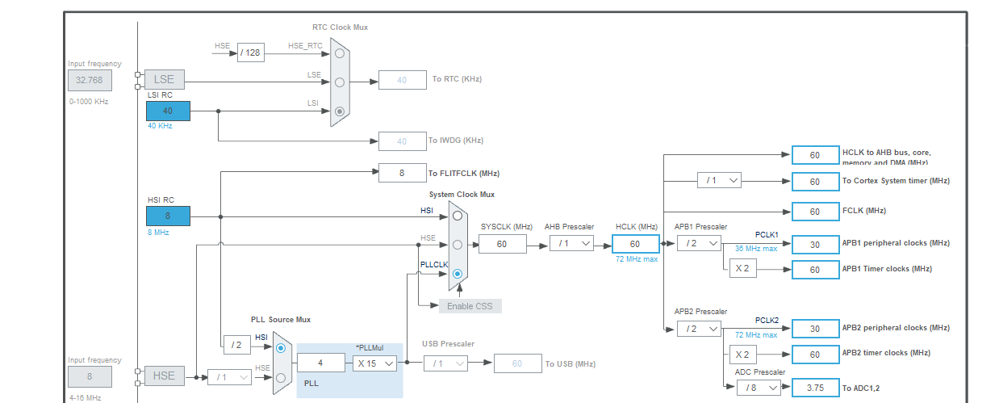 RTC Clock Mux
HSE
/ 128
HSE_RTC
Input frequency
32.768
0-1000 KHz
LSE
LSE
40
To RTC (KHz)
LSI RC
40
40 KHz
LSI
40
To IWDG (KHz)
8
To FLITFCLK (MHz)
HSI RC
8
8 MHz
System Clock Mux
HSI
HSE
PLLCLK
Enable CSS
SYSCLK (MHz)
60
AHB Prescaler
/ 1
HCLK (MHz)
60
72 MHz max
60
HCLK to AHB bus, core,
memory and DMA (MHz)
/ 1
60
To Cortex System timer (MHz)
60
FCLK (MHz)
APB1 Prescaler
/ 2
PCLK1
36 MHz max
30
APB1 peripheral clocks (MHz)
X 2
60
APB1 Timer clocks (MHz)
APB2 Prescaler
/ 2
PCLK2
72 MHz max
30
APB2 peripheral clocks (MHz)
X 2
60
APB2 timer clocks (MHz)
ADC Prescaler
/ 8
3.75
To ADC1,2
PLL Source Mux
/ 2
HSI
Input frequency
8
4-16 MHz
HSE
/ 1
HSE
4
*PLLMul
X 15
PLL
USB Prescaler
/ 1
60
To USB (MHz)